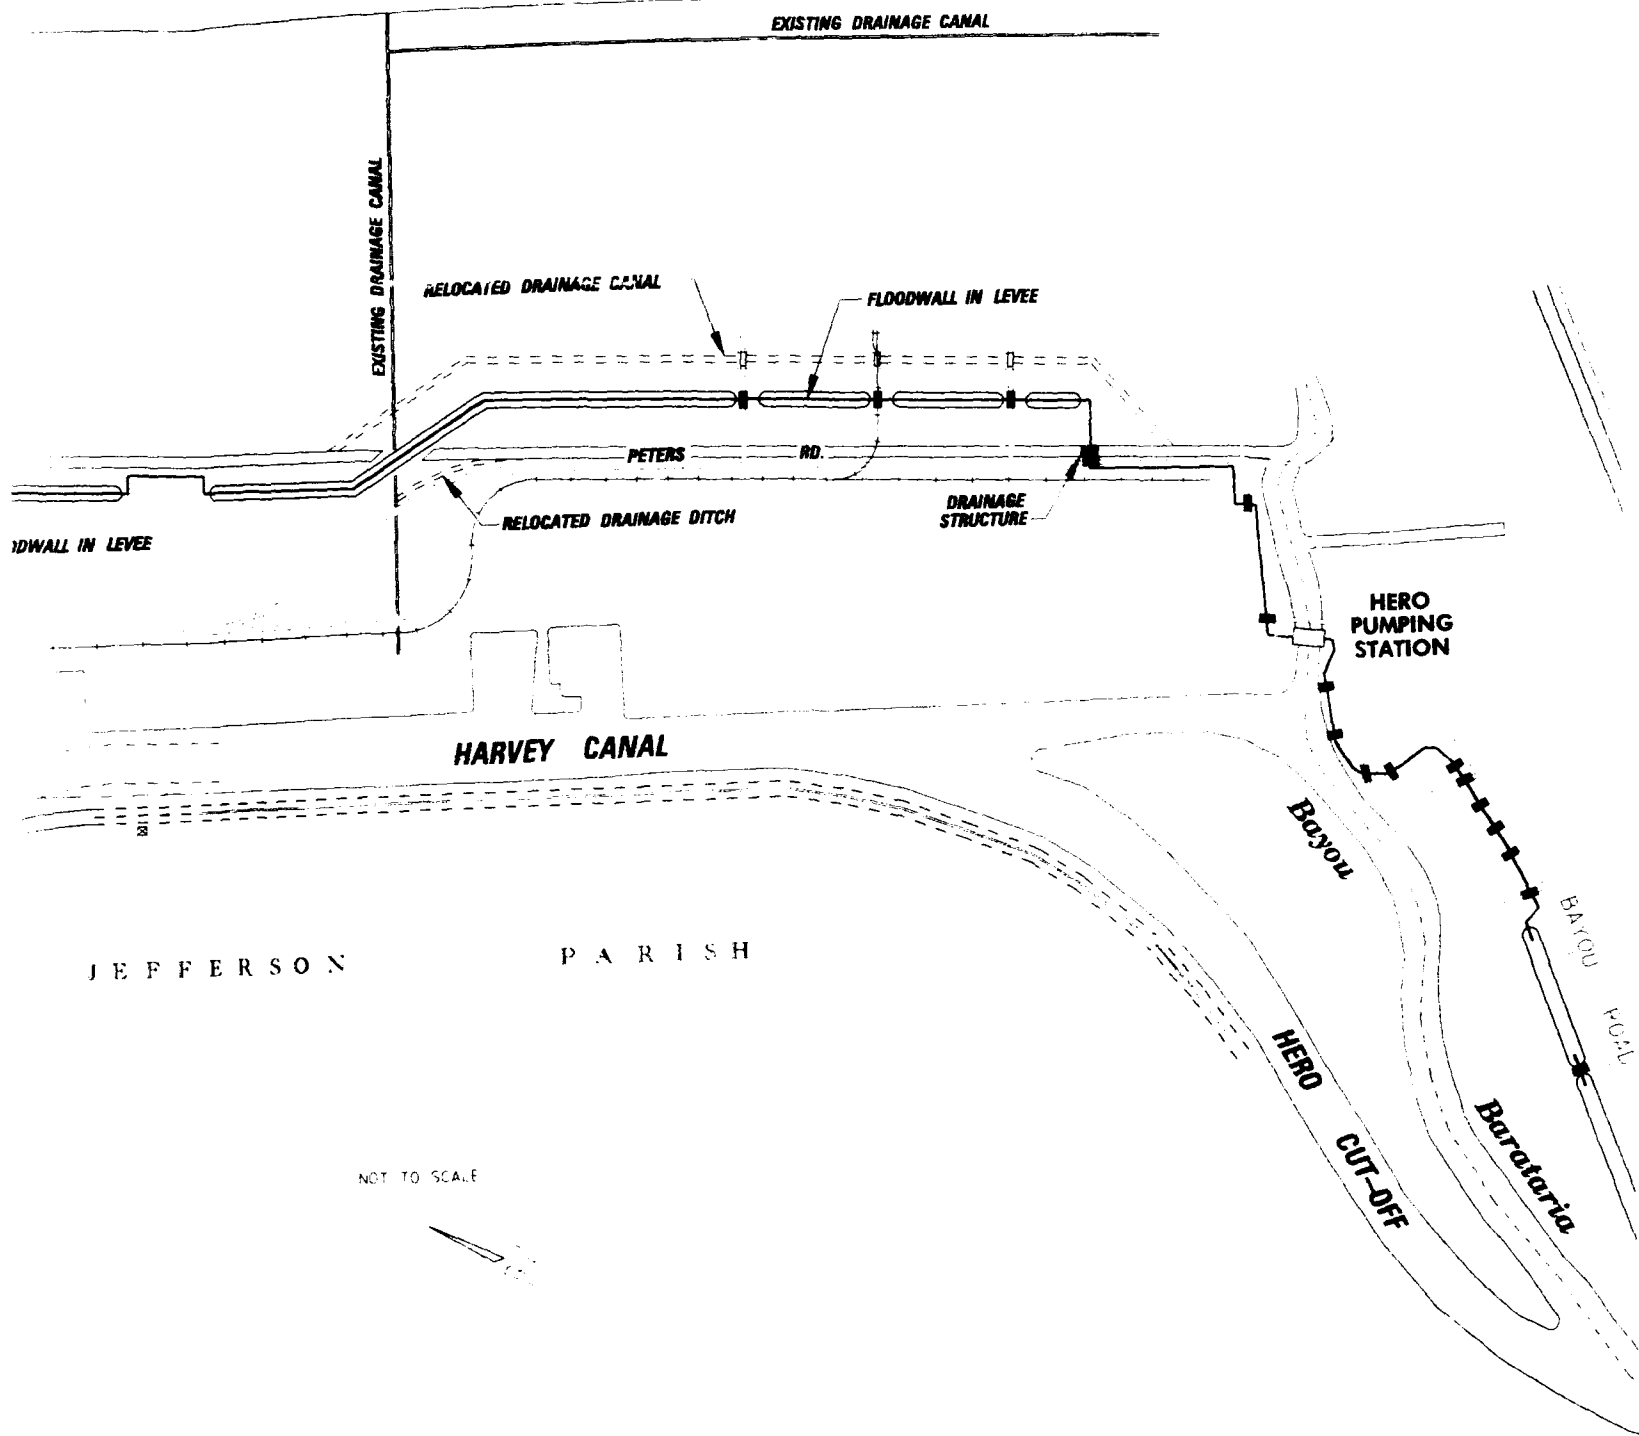 EXISTING DRAINAGE CANAL
EXISTING DRAINAGE CANAL
RELOCATED DRAINAGE CANAL
FLOODWALL IN LEVEE
PETERS RD.
DRAINAGE
STRUCTURE
RELOCATED DRAINAGE DITCH
ODWALL IN LEVEE
HERO
PUMPING
STATION
HARVEY CANAL
Bayou
BAYOU
JEFFERSON PARISH
HERO
CUT-OFF
Barataria
NOT TO SCALE